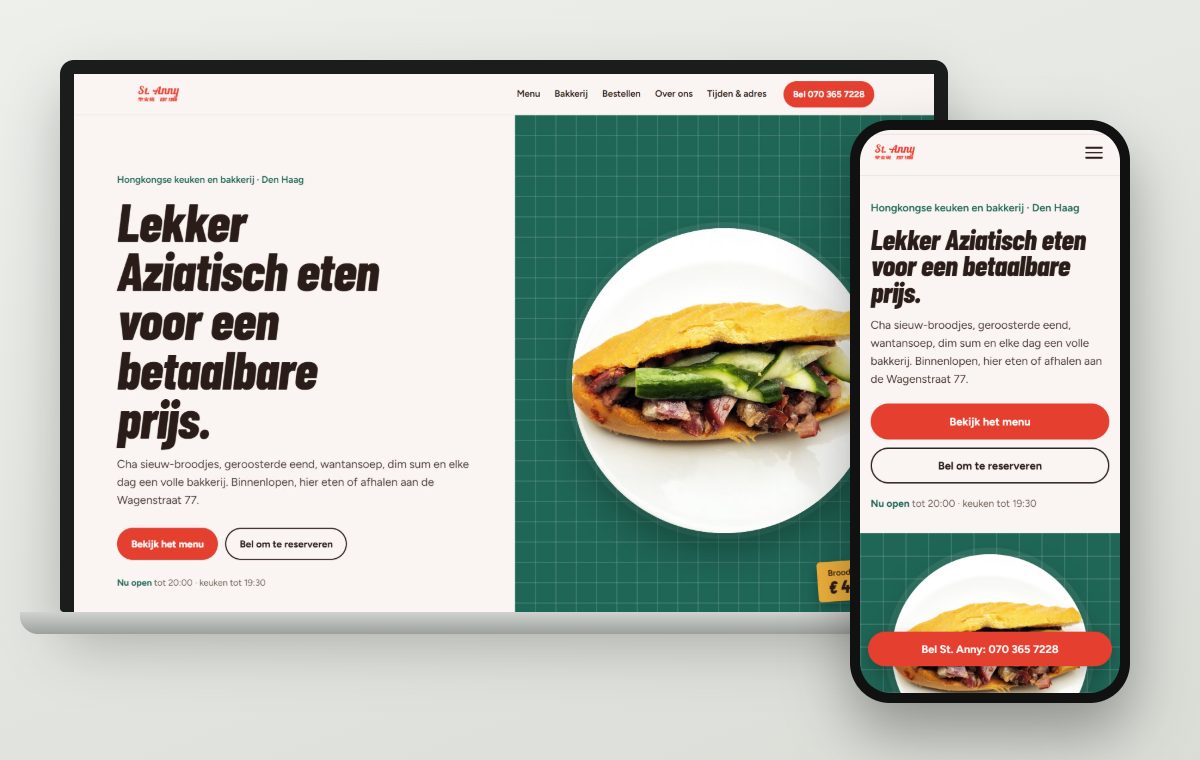 St. Anny
Menu
Bakkerij
Bestellen
Over ons
Tijden & adres
Bel 070 365 7228
Hongkongse keuken en bakkerij · Den Haag
Lekker
Aziatisch eten
voor een
betaalbare
prijs.
Cha sieuw-broodjes, geroosterde eend, wantansoep, dim sum en elke
dag een volle bakkerij. Binnenlopen, hier eten of afhalen aan de
Wagenstraat 77.
Bekijk het menu
Bel om te reserveren
Nu open tot 20:00 · keuken tot 19:30
St. Anny
Hongkongse keuken en bakkerij · Den Haag
Lekker Aziatisch eten
voor een betaalbare
prijs.
Cha sieuw-broodjes, geroosterde eend,
wantansoep, dim sum en elke dag een volle
bakkerij. Binnenlopen, hier eten of afhalen aan
de Wagenstraat 77.
Bekijk het menu
Bel om te reserveren
Nu open tot 20:00 · keuken tot 19:30
Bel St. Anny: 070 365 7228